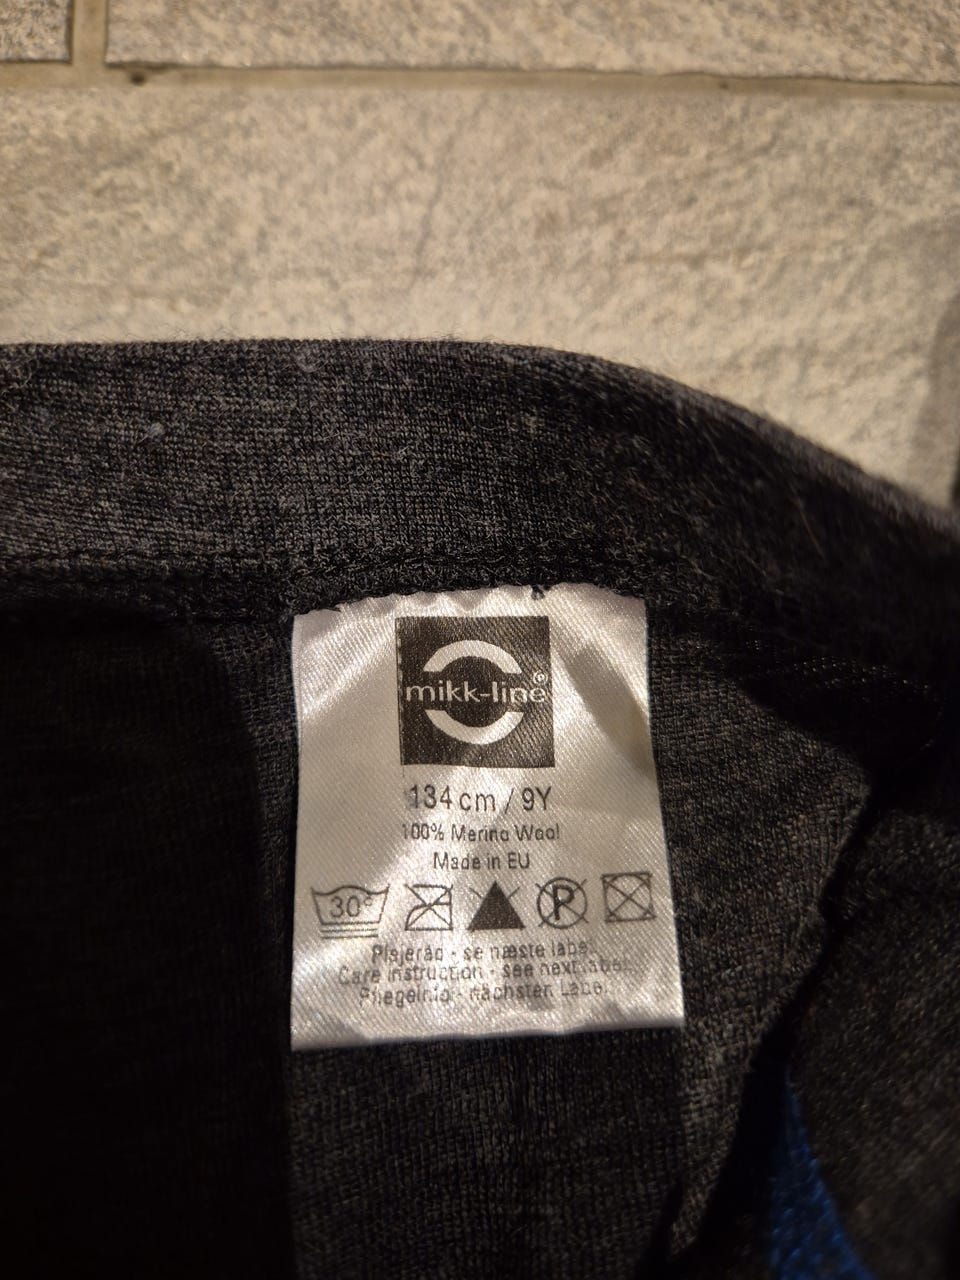 mikk-line®
134 cm / 9Y
100% Merino Wool
Made in EU
30°
P
Plejeråd - se næste label
Care instruction - see next label
Pflegeinfo - nächsten Label